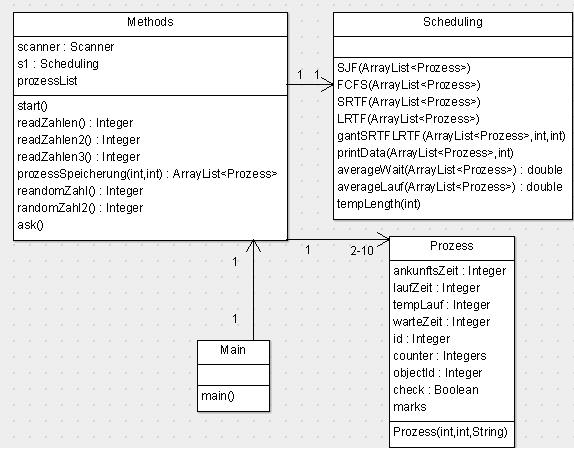 Methods
scanner : Scanner
s1 : Scheduling
prozessList
start()
readZahlen() : Integer
readZahlen2() : Integer
readZahlen3() : Integer
prozessSpeicherung(int,int) : ArrayList<Prozess>
reandomZahl() : Integer
randomZahl2() : Integer
ask()
1 1
Scheduling
SJF(ArrayList<Prozess>)
FCFS(ArrayList<Prozess>)
SRTF(ArrayList<Prozess>)
LRTF(ArrayList<Prozess>)
gantSRTFLRTF(ArrayList<Prozess>,int,int)
printData(ArrayList<Prozess>,int)
averageWait(ArrayList<Prozess>) : double
averageLauf(ArrayList<Prozess>) : double
tempLength(int)
1 2-10
1
1
Main
main()
Prozess
ankunftsZeit : Integer
laufZeit : Integer
tempLauf : Integer
warteZeit : Integer
id : Integer
counter : Integers
objectId : Integer
check : Boolean
marks
Prozess(int,int,String)